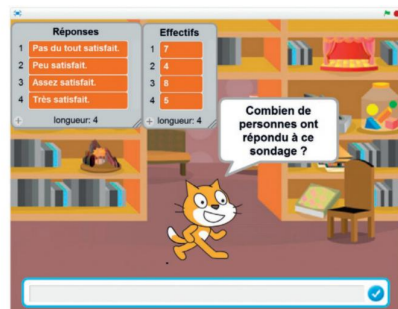 Réponses
1 Pas du tout satisfait.
2 Peu satisfait.
3 Assez satisfait.
4 Très satisfait.
+ longueur: 4
Effectifs
1 7
2 4
3 8
4 5
+ longueur: 4
Combien de
personnes ont
répondu à ce
sondage ?